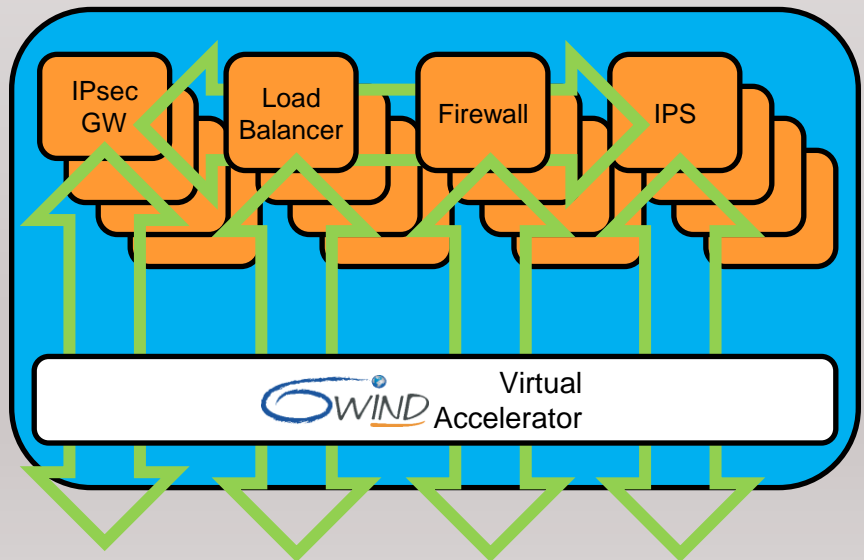 IPsec
GW
Load
Balancer
Firewall
IPS
6WIND
Virtual
Accelerator